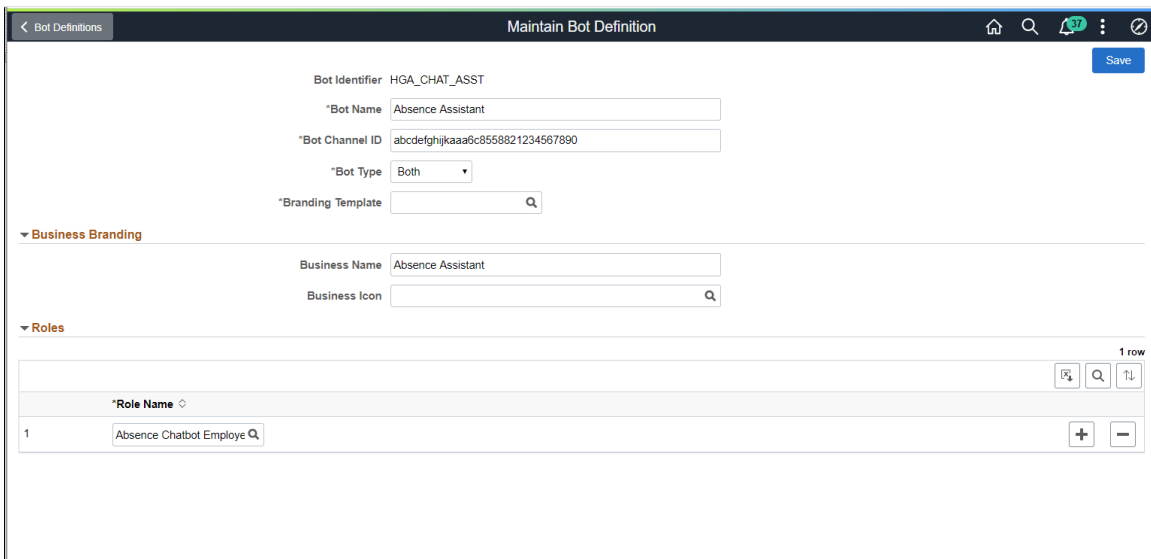 Bot Definitions
Maintain Bot Definition
37
Save
Bot Identifier HGA_CHAT_ASST
*Bot Name Absence Assistant
*Bot Channel ID abcdefghijkaaa6c8558821234567890
*Bot Type Both
*Branding Template
Business Branding
Business Name Absence Assistant
Business Icon
Roles
1 row
*Role Name
1 Absence Chatbot Employe